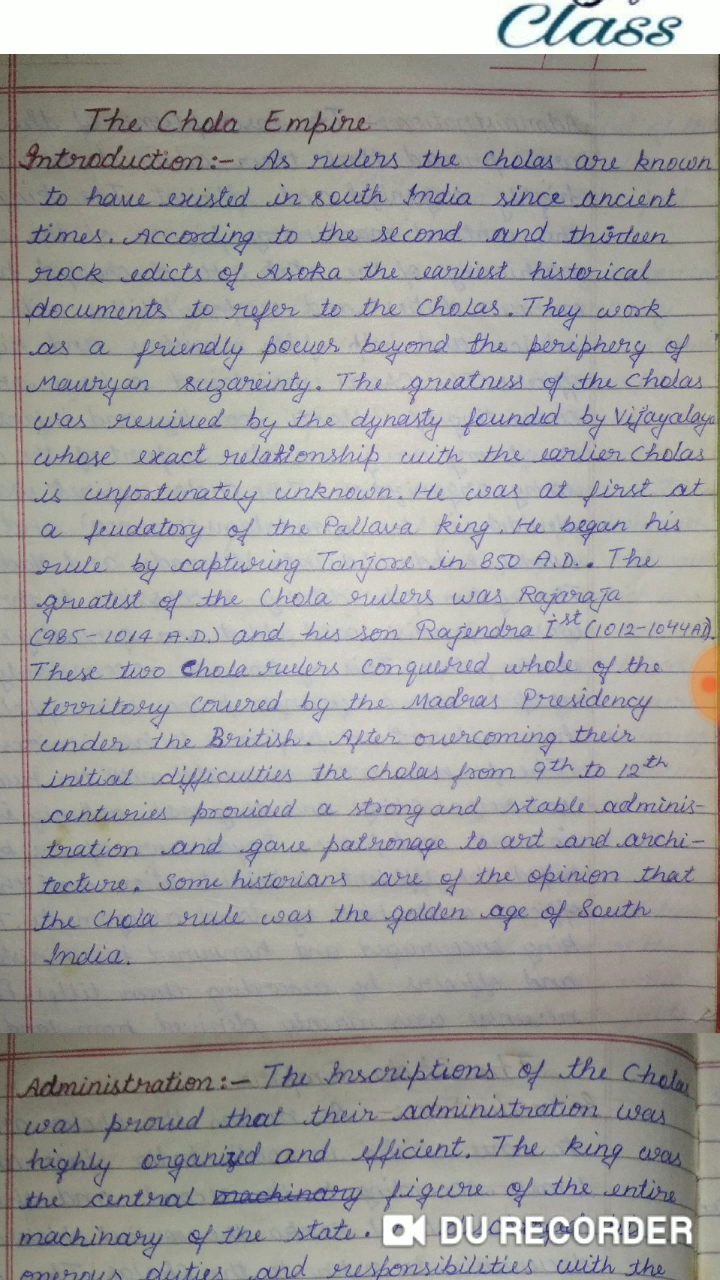 Class
The Chola Empire
Introduction:- As rulers the Cholas are known
to have existed in south India since ancient
times. According to the second and thirteen
rock edicts of Asoka the earliest historical
documents to refer to the Cholas. They work
as a friendly power beyond the periphery of
Mauryan suzareinty. The greatness of the Cholas
was revived by the dynasty founded by Vijayalaya
whose exact relationship with the earlier Cholas
is unfortunately unknown. He was at first at
a feudatory of the Pallava king. He began his
rule by capturing Tanjore in 850 A.D.. The
greatest of the Chola rulers was Rajaraja
(985-1014 A.D.) and his son Rajendra Ist (1012-1044AD).
These two Chola rulers conquered whole of the
territory covered by the Madras Presidency
under the British. After overcoming their
initial difficulties the Cholas from 9th to 12th
centuries provided a strong and stable adminis-
tration and gave patronage to art and archi-
tecture. Some historians are of the opinion that
the Chola rule was the golden age of South
India.
Administration:- The Inscriptions of the Cholas
was proved that their administration was
highly organized and efficient. The king was
the central machinary figure of the entire
machinary of the state.
DU RECORDER
onerous duties and responsibilities with the